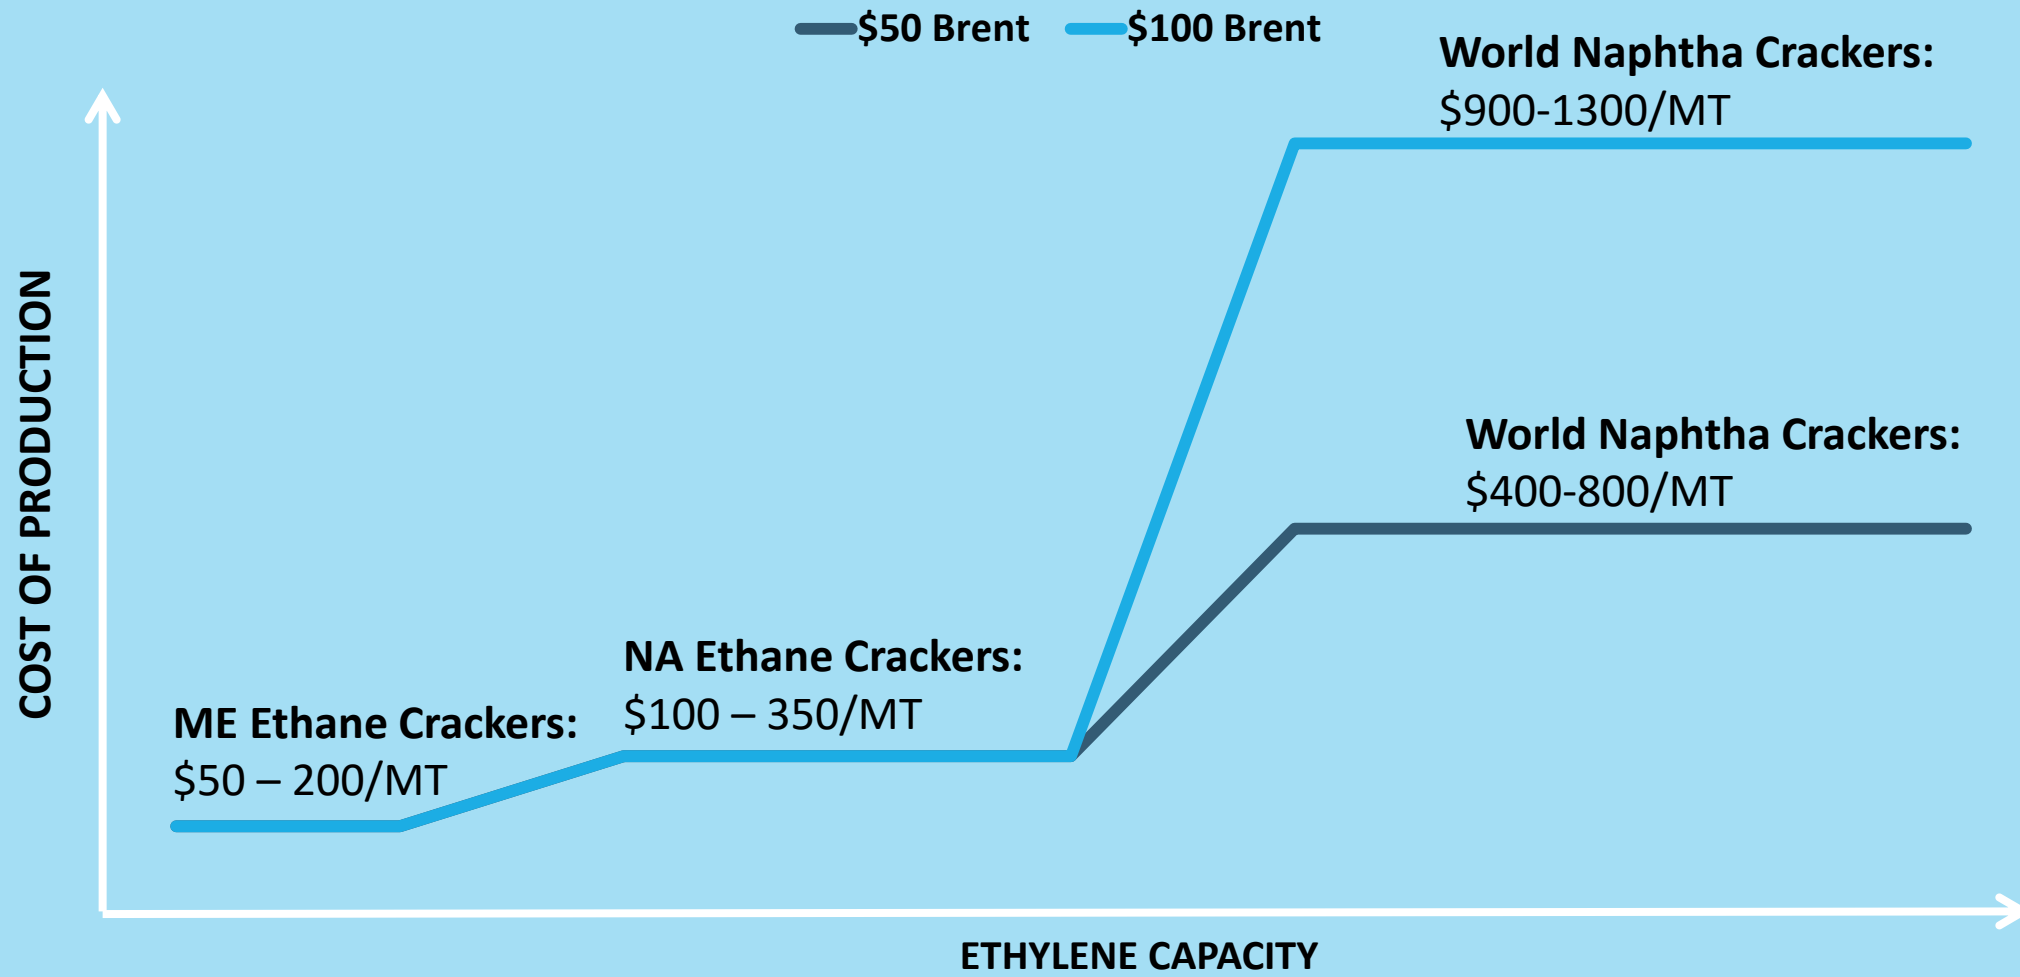 $50 Brent
$100 Brent
World Naphtha Crackers:
$900-1300/MT
World Naphtha Crackers:
$400-800/MT
NA Ethane Crackers:
$100 – 350/MT
ME Ethane Crackers:
$50 – 200/MT
COST OF PRODUCTION
ETHYLENE CAPACITY